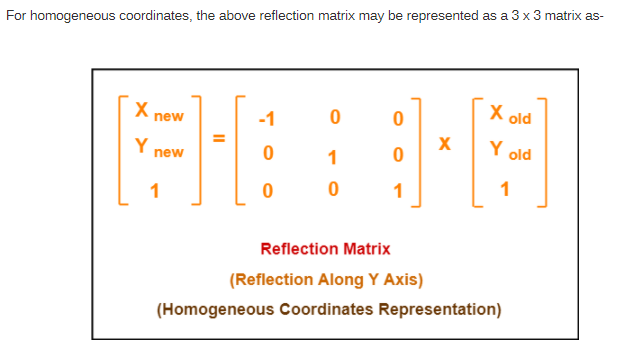 For homogeneous coordinates, the above reflection matrix may be represented as a 3 x 3 matrix as-
X new = -1 0 0 x X old
Y new 0 1 0 Y old
1 0 0 1 1
Reflection Matrix
(Reflection Along Y Axis)
(Homogeneous Coordinates Representation)